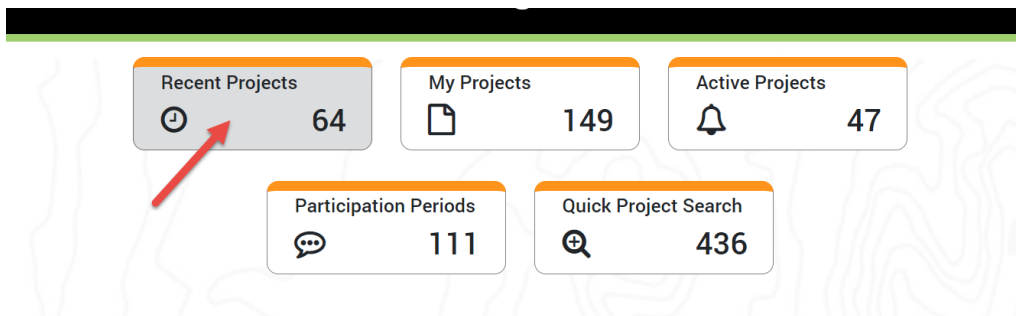 Recent Projects
64
My Projects
149
Active Projects
47
Participation Periods
111
Quick Project Search
436